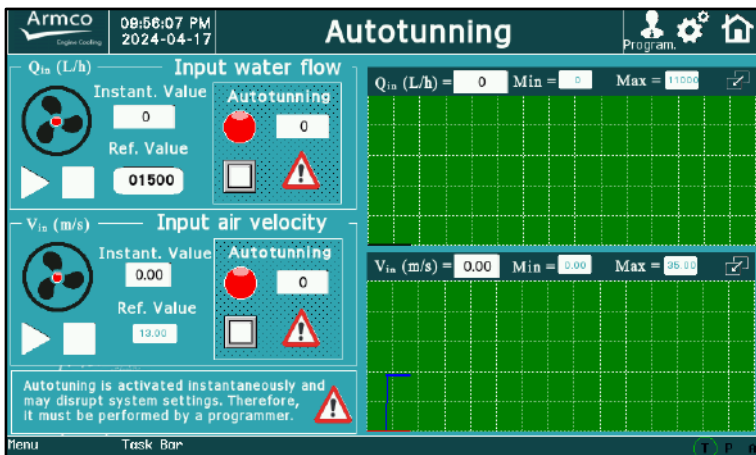 Armco
Engine Cooling
09:56:07 PM
2024-04-17
Autotunning
Program.
Qin (L/h)
Input water flow
Instant. Value
0
Ref. Value
01500
Autotunning
0
Vin (m/s)
Input air velocity
Instant. Value
0.00
Ref. Value
13.00
Autotunning
0
Autotuning is activated instantaneously and
may disrupt system settings. Therefore,
it must be performed by a programmer.
Qin (L/h) = 0 Min = 0 Max = 11000
Vin (m/s) = 0.00 Min = 0.00 Max = 35.00
Menu
Task Bar
T P